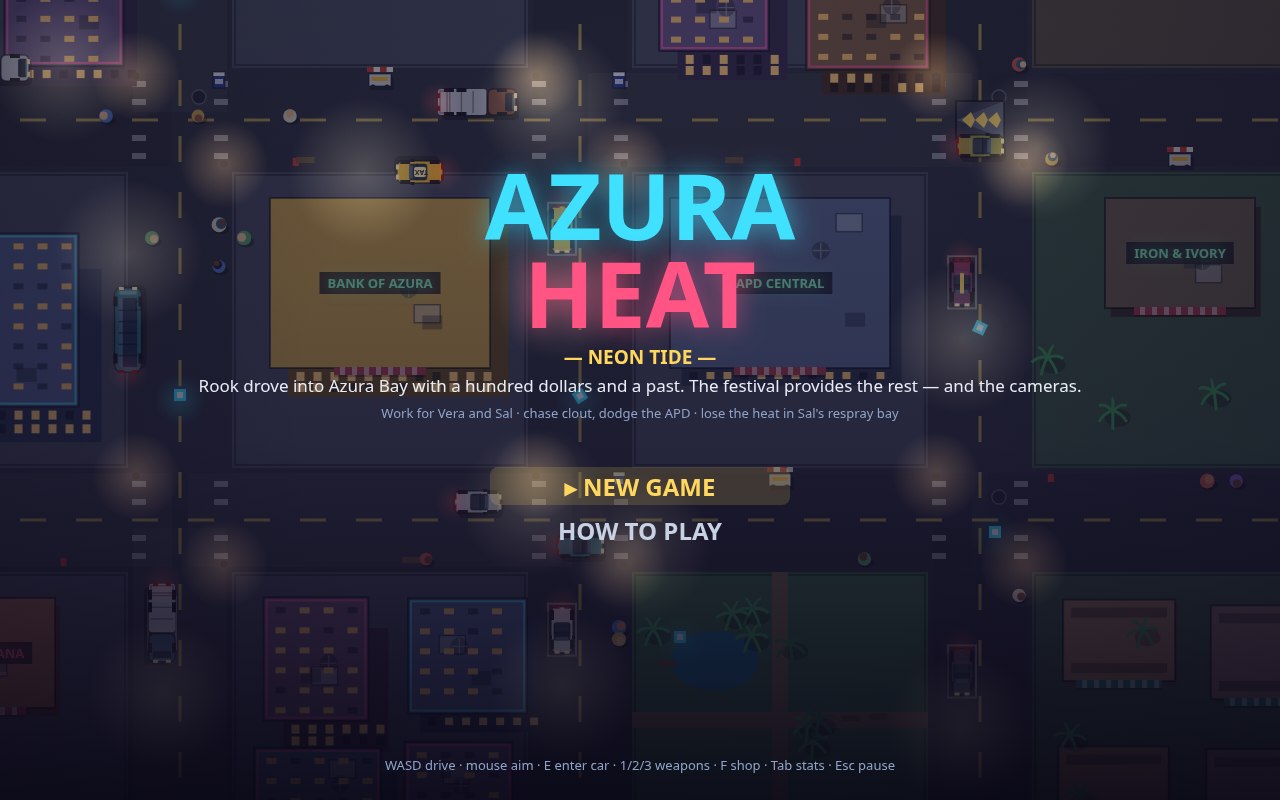 AZURA
BANK OF AZURA
HEAT
APD CENTRAL
IRON & IVORY
— NEON TIDE —
Rook drove into Azura Bay with a hundred dollars and a past. The festival provides the rest — and the cameras.
Work for Vera and Sal · chase clout, dodge the APD · lose the heat in Sal's respray bay
▸ NEW GAME
HOW TO PLAY
WASD drive · mouse aim · E enter car · 1/2/3 weapons · F shop · Tab stats · Esc pause